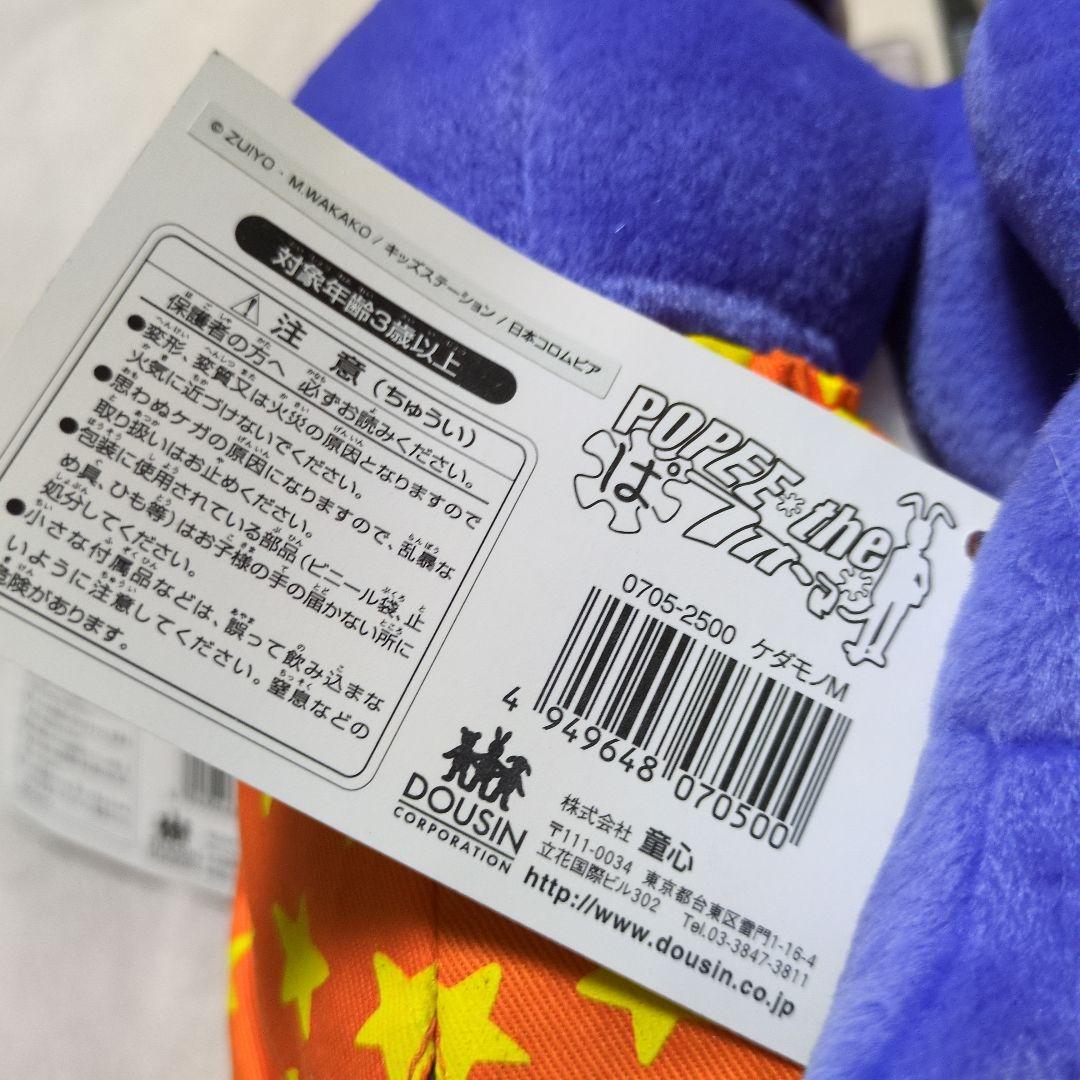 © ZUIYO・M.WAKAKO / キッズステーション / 日本コロムビア
対象年齢3歳以上
注 意 (ちゅうい)
保護者の方へ 必ずお読みください。
●変形、変質又は火災の原因となりますので
火気に近づけないでください。
●思わぬケガの原因になりますので、乱暴な
取り扱いはお止めください。
●包装に使用されている部品(ビニール袋、止
め具、ひも等)はお子様の手の届かない所に
処分してください。
●小さな付属品などは、誤って飲み込まな
いように注意してください。窒息などの
危険があります。
POPEE the
ぱフォーマー
0705-2500 ケダモノM
4 949648 070500
DOUSIN
CORPORATION
株式会社 童心
〒111-0034 東京都台東区雷門1-16-4
立花国際ビル302 Tel.03-3847-3811
http://www.dousin.co.jp